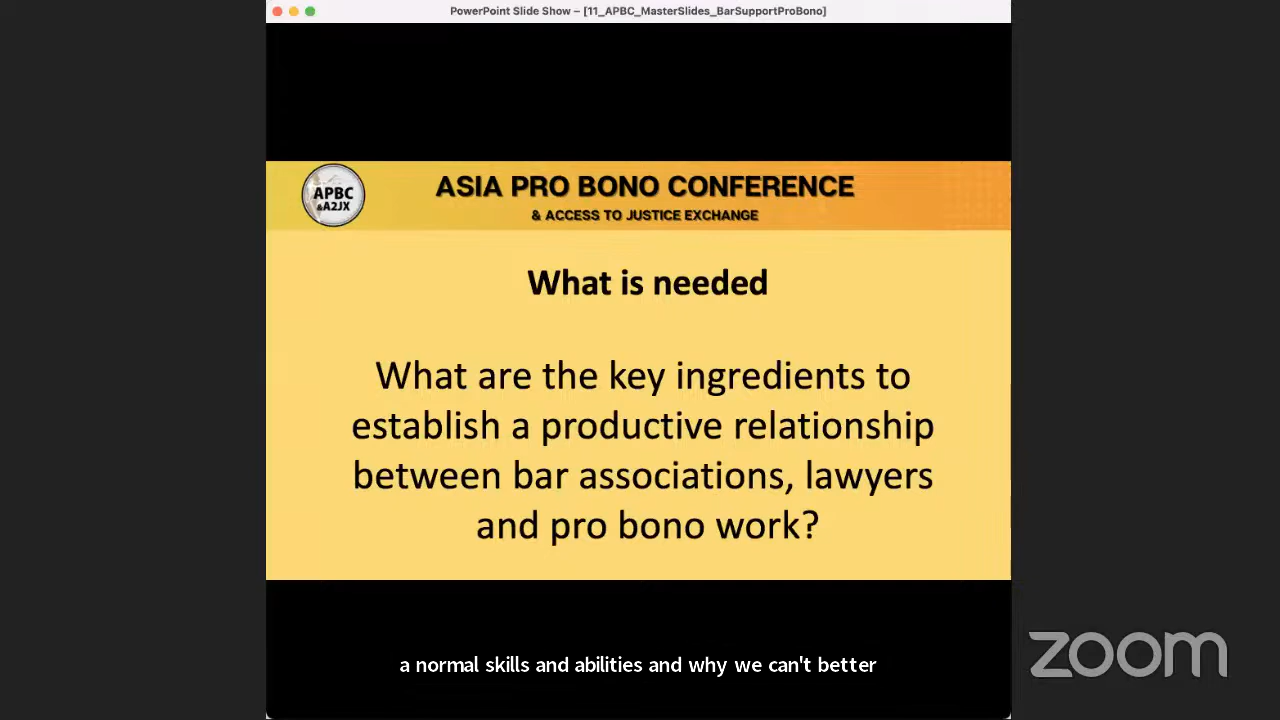 PowerPoint Slide Show – [11_APBC_MasterSlides_BarSupportProBono]
APBC
&A2JX
ASIA PRO BONO CONFERENCE
& ACCESS TO JUSTICE EXCHANGE
What is needed
What are the key ingredients to
establish a productive relationship
between bar associations, lawyers
and pro bono work?
a normal skills and abilities and why we can't better
zoom